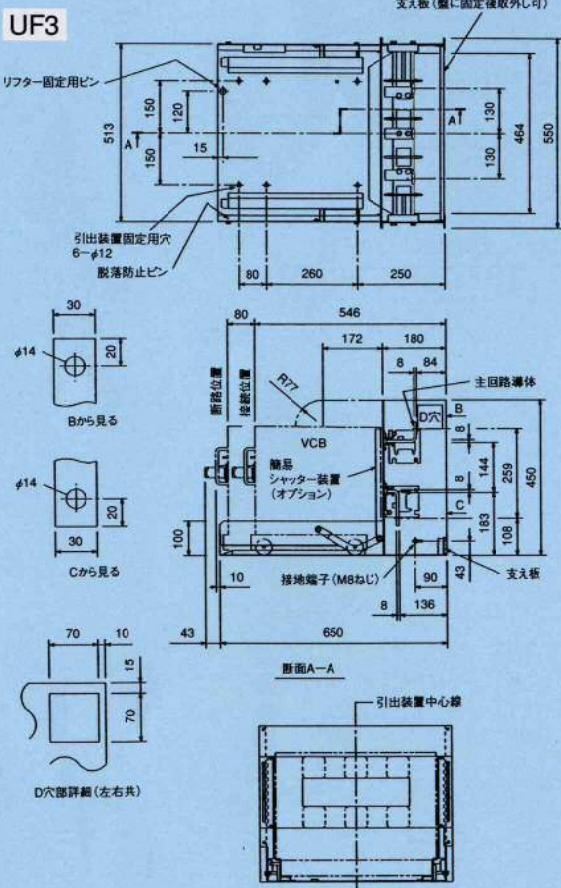 支え板(盤に固定後取外し可)
UF3
リフター固定用ピン
513
150
120
150
A
15
A
130
130
464
550
引出装置固定用穴
6-φ12
脱落防止ピン
80
260
250
30
φ14
20
Bから見る
φ14
20
30
Cから見る
546
80
172
180
8
84
断路位置
接続位置
R77
主回路導体
D穴
B
VCB
簡易
シャッター装置
(オプション)
8
144
259
450
8
C
183
108
100
43
10
接地端子(M8ねじ)
90
支え板
8
136
43
650
断面A-A
70
10
15
70
D穴部詳細(左右共)
引出装置中心線